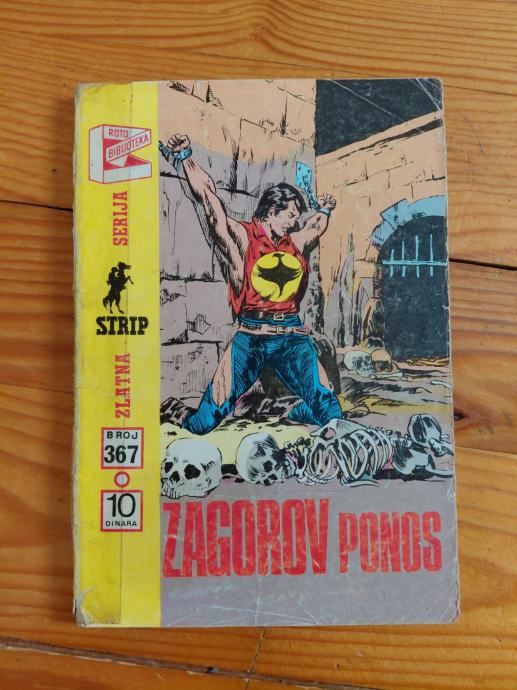 ROTO
BIBLIOTEKA
ZLATNA STRIP SERIJA
BROJ
367
10
DINARA
ZAGOROV PONOS